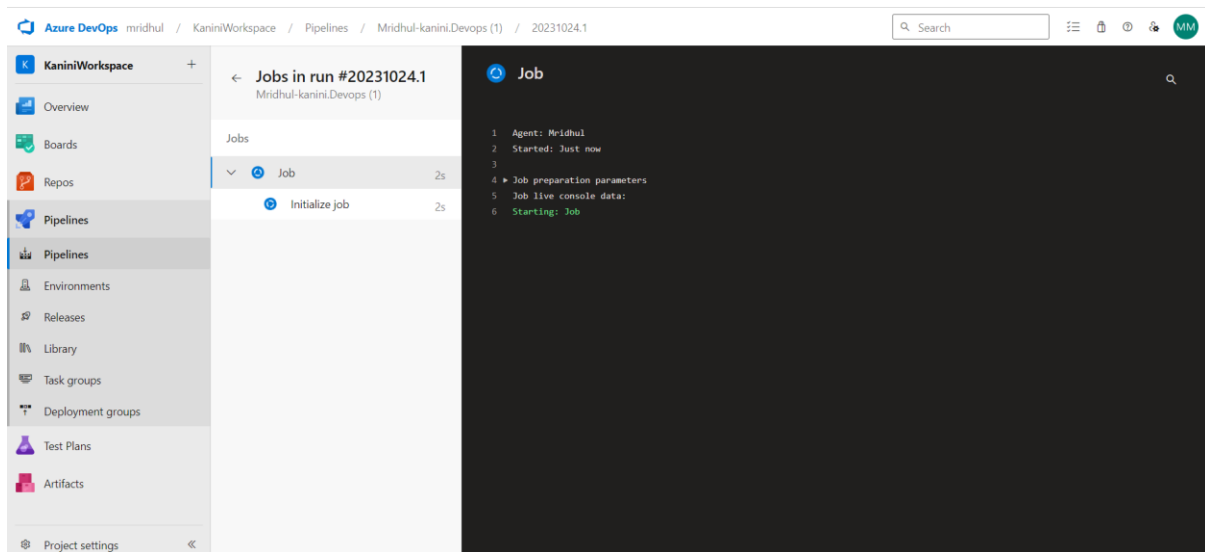 Azure DevOps mridhul / KaniniWorkspace / Pipelines / Mridhul-kanini.Devops (1) / 20231024.1 Search MM
K KaniniWorkspace +
Overview
Boards
Repos
Pipelines
Pipelines
Environments
Releases
Library
Task groups
Deployment groups
Test Plans
Artifacts
Project settings
Jobs in run #20231024.1
Mridhul-kanini.Devops (1)
Jobs
Job 2s
Initialize job 2s
Job
1 Agent: Mridhul
2 Started: Just now
3
4 Job preparation parameters
5 Job live console data:
6 Starting: Job